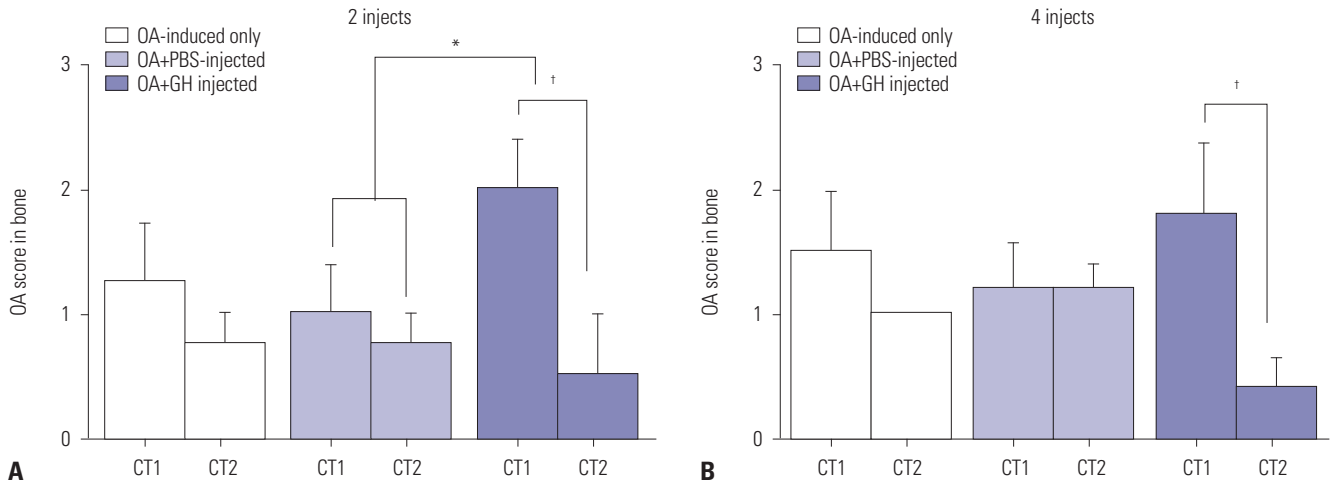 2 injects
OA-induced only
OA+PBS-injected
OA+GH injected
*
†
3
2
1
0
OA score in bone
CT1 CT2 CT1 CT2 CT1 CT2
A
4 injects
OA-induced only
OA+PBS-injected
OA+GH injected
†
3
2
1
0
OA score in bone
CT1 CT2 CT1 CT2 CT1 CT2
B